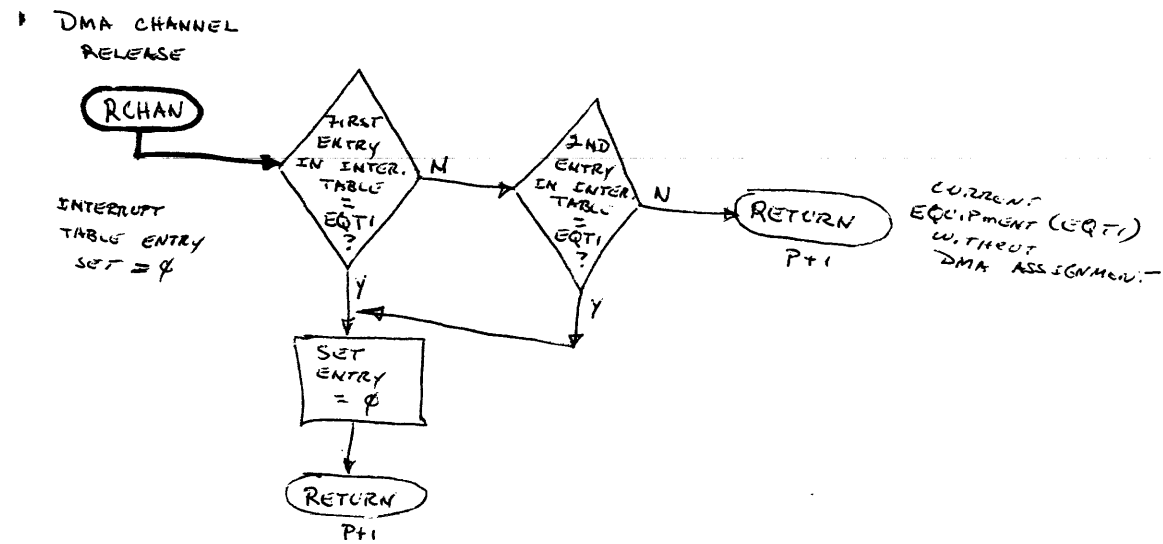 DMA CHANNEL
RELEASE
RCHAN
INTERRUPT
TABLE ENTRY
SET = φ
FIRST
ENTRY
IN INTER.
TABLE
=
EQT1
?
N
Y
2ND
ENTRY
IN INTER.
TABLE
=
EQT1
?
N
Y
RETURN
P+1
CURRENT
EQUIPMENT (EQT1)
WITHOUT
DMA ASSIGNMENT
SET
ENTRY
= φ
RETURN
P+1